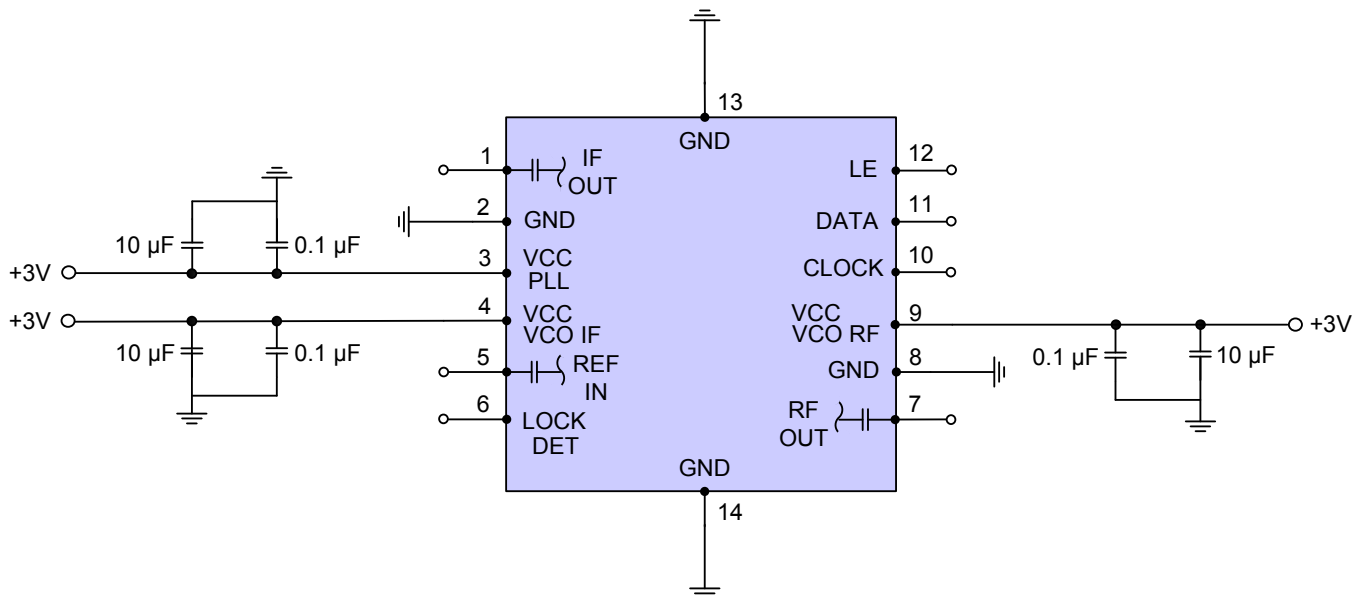 13
GND
1
IF
OUT
12
LE
2
GND
11
DATA
10 µF
0.1 µF
+3V
3
VCC
PLL
10
CLOCK
+3V
4
VCC
VCO IF
9
VCC
VCO RF
+3V
10 µF
0.1 µF
5
REF
IN
8
GND
0.1 µF
10 µF
6
LOCK
DET
7
RF
OUT
GND
14